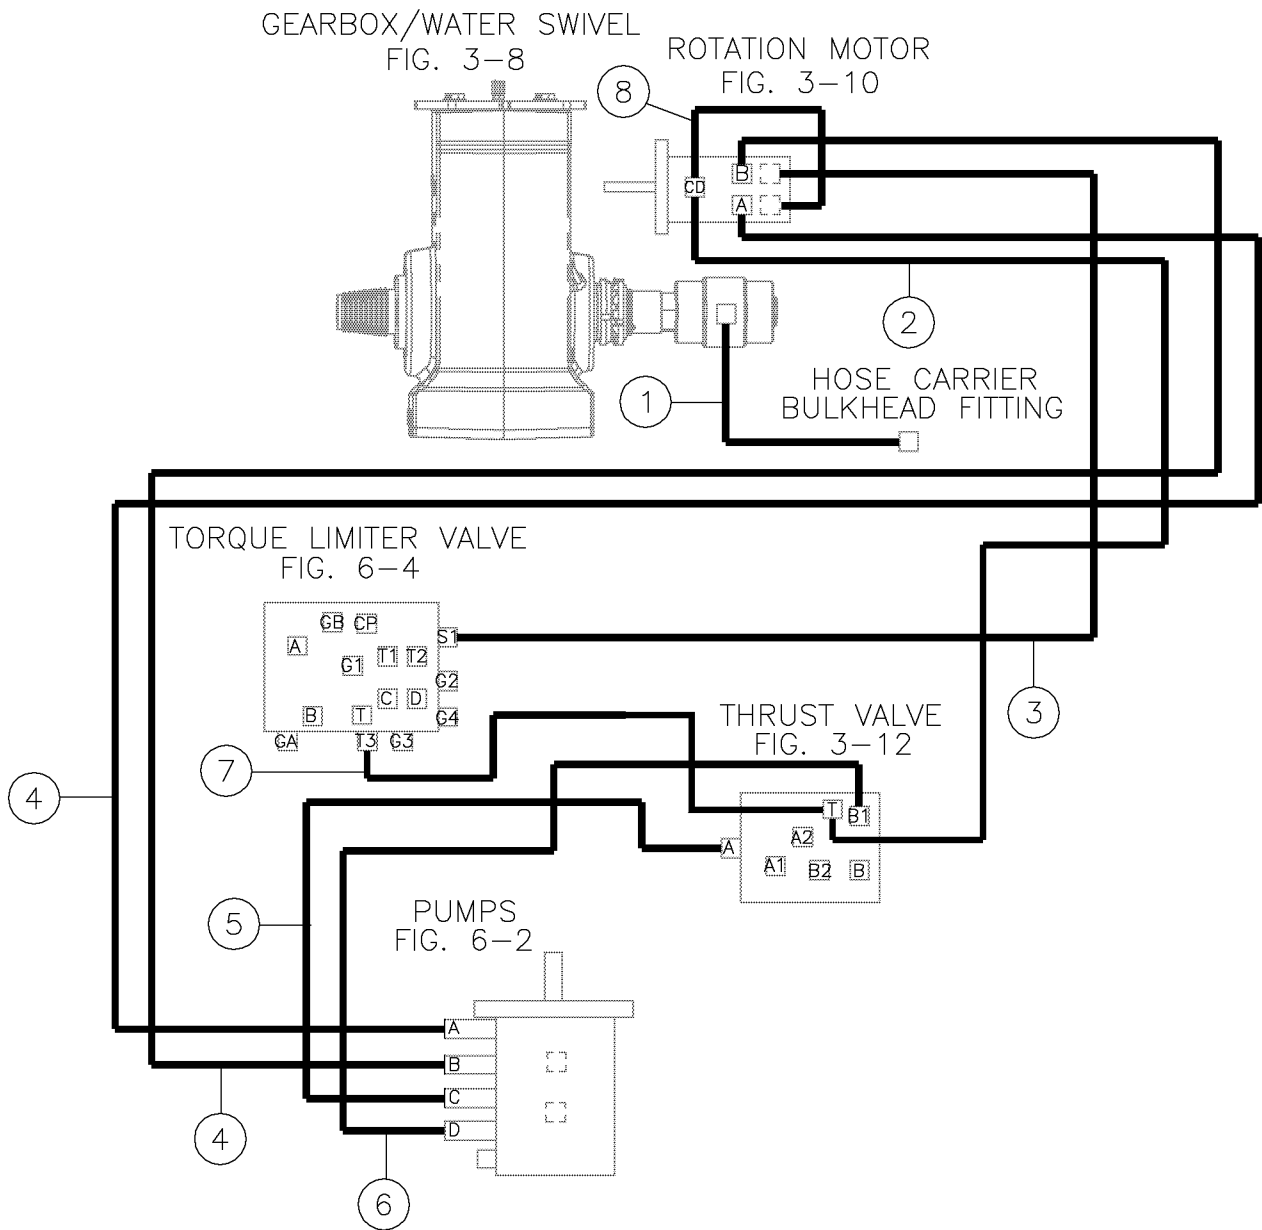 GEARBOX/WATER SWIVEL
FIG. 3-8
ROTATION MOTOR
FIG. 3-10
8
B
CD
A
2
1
HOSE CARRIER
BULKHEAD FITTING
TORQUE LIMITER VALVE
FIG. 6-4
GB
CP
S1
A
T1
T2
G1
G2
C
D
B
T
G4
GA
T3
G3
3
THRUST VALVE
FIG. 3-12
7
4
T
B1
A2
A
A1
B2
B
5
PUMPS
FIG. 6-2
A
B
C
D
4
6